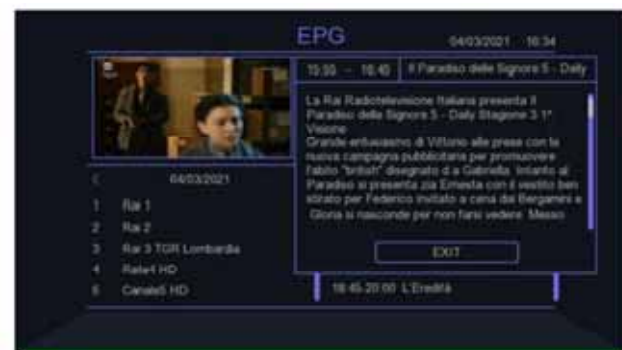 EPG
04/03/2021 16:34
15:55 - 16:45 Il Paradiso delle Signore 5 - Daily
La Rai Radiotelevisione Italiana presenta Il
Paradiso della Signore 5 - Daily Stagione 3 1^
Visione
Grande entusiasmo di Vittorio alle prese con la
nuova campagna pubblicitaria per promuovere
l'abito "british" disegnato d a Gabriella. Intanto al
Paradiso si presenta zia Ernesta con il vestito ben
stirato per Federico invitato a cena dai Bergamini e
Gloria si nasconde per non farsi vedere. Messo
EXIT
04/03/2021
1 Rai 1
2 Rai 2
3 Rai 3 TGR Lombardia
4 Rete4 HD
5 Canale5 HD
18:45-20:00 L'Eredità